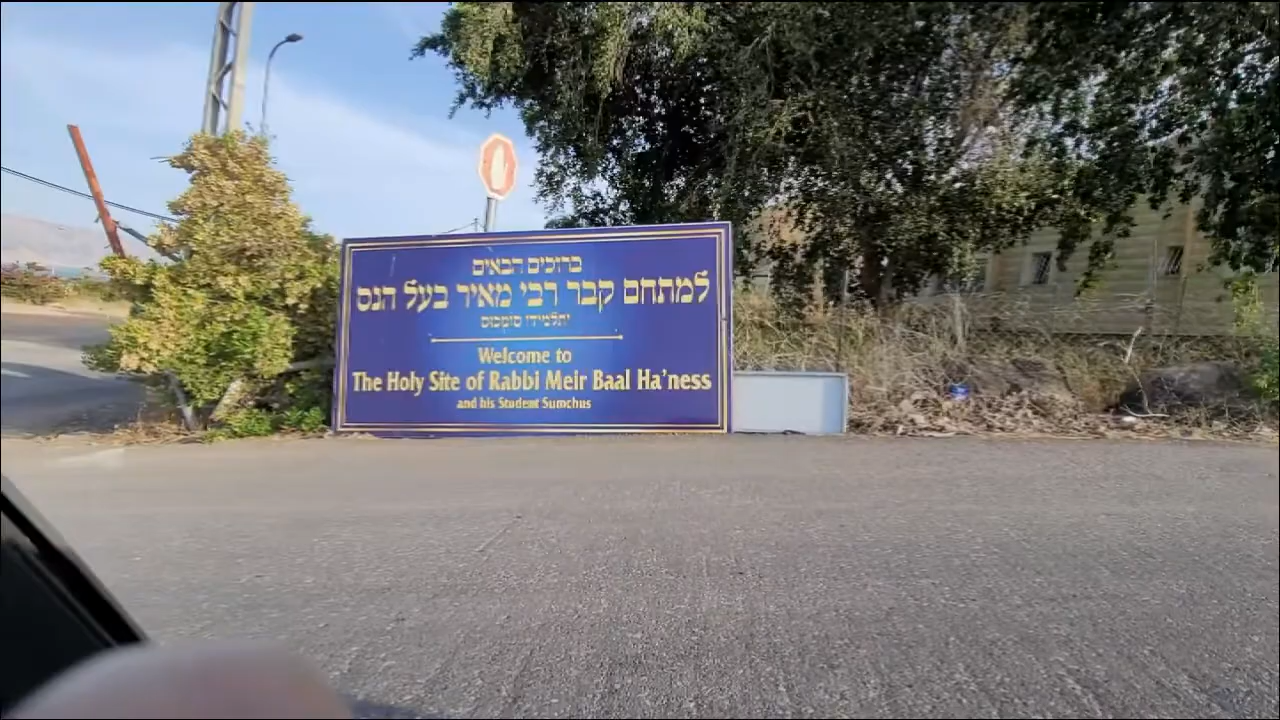 ברוכים הבאים
למתחם קבר רבי מאיר בעל הנס
ותלמידו סומכוס
Welcome to
The Holy Site of Rabbi Meir Baal Ha'ness
and his Student Sumchus